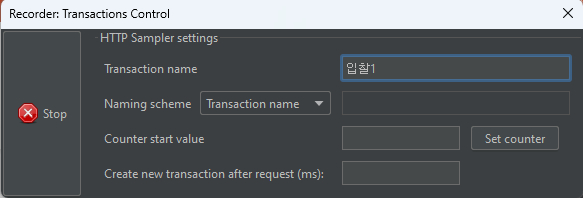 Recorder: Transactions Control
HTTP Sampler settings
Transaction name 입찰1
Stop
Naming scheme Transaction name
Counter start value Set counter
Create new transaction after request (ms):